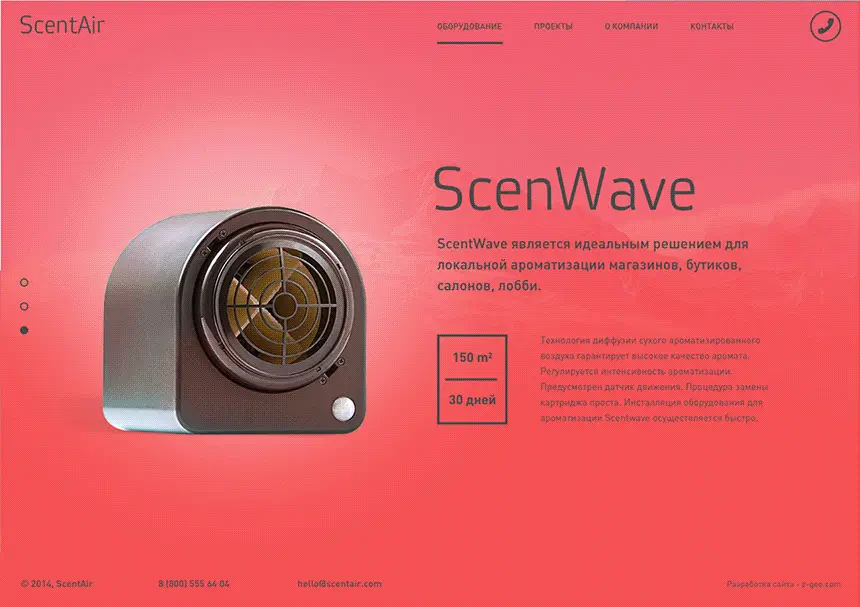 ScentAir
ОБОРУДОВАНИЕ ПРОЕКТЫ О КОМПАНИИ КОНТАКТЫ
ScenWave
ScentWave является идеальным решением для
локальной ароматизации магазинов, бутиков,
салонов, лобби.
150 m²
30 дней
Технология диффузии сухого ароматизированного
воздуха гарантирует высокое качество аромата.
Регулируется интенсивность ароматизации.
Предусмотрен датчик движения. Процедура замены
картриджа проста. Инсталляция оборудования для
ароматизации Scentwave осуществляется быстро.
© 2014, ScentAir 8 (800) 555 64 04 hello@scentair.com Разработка сайта - z-gee.com